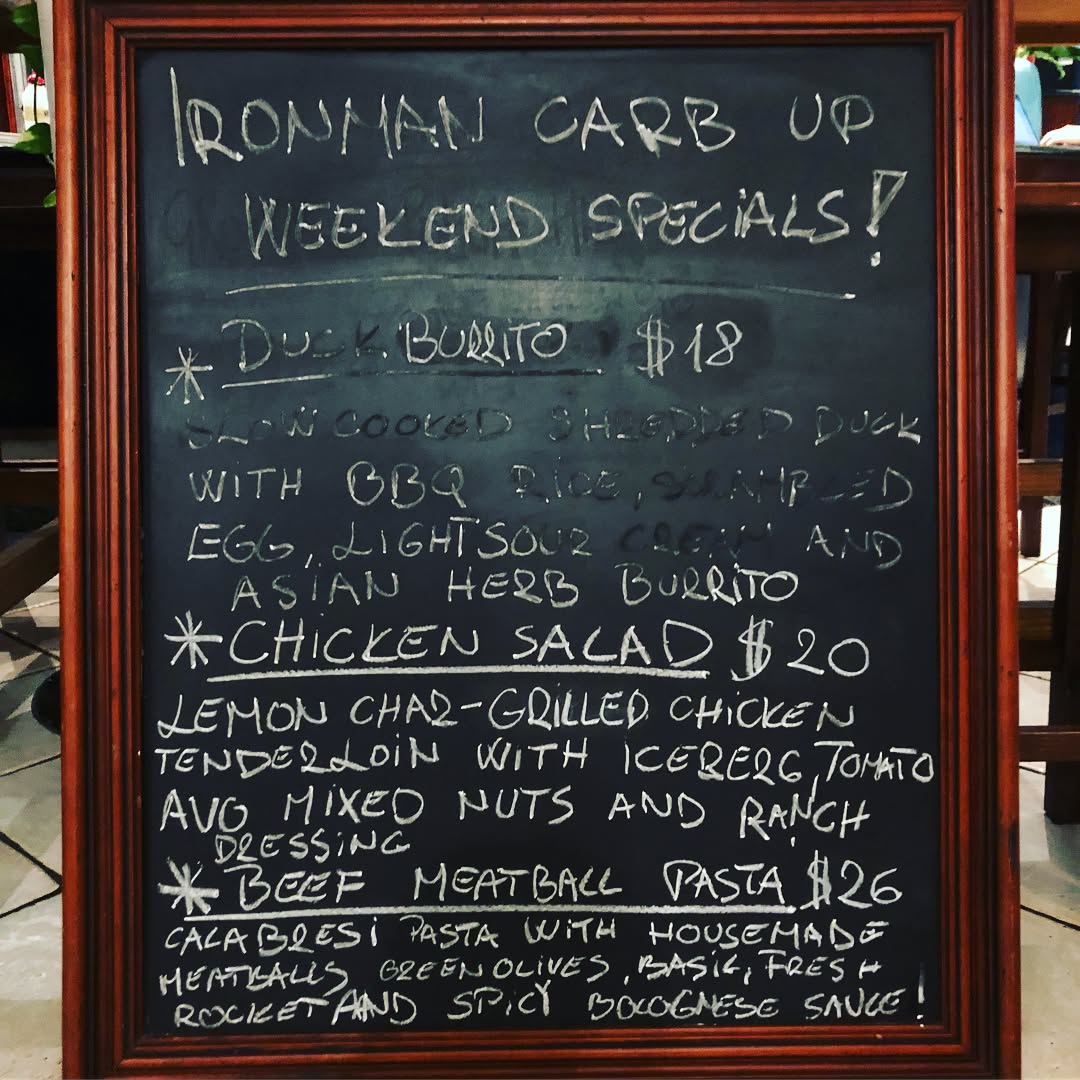 IRONMAN CARB UP
WEEKEND SPECIALS!
* DUCK BURRITO $18
SLOW COOKED SHREDDED DUCK
WITH BBQ RICE, SCRAMBLED
EGG, LIGHT SOUR CREAM AND
ASIAN HERB BURRITO
* CHICKEN SALAD $20
LEMON CHAR-GRILLED CHICKEN
TENDERLOIN WITH ICEBERG, TOMATO
AVO MIXED NUTS AND RANCH
DRESSING
* BEEF MEATBALL PASTA $26
CALABRESI PASTA WITH HOUSEMADE
MEATBALLS GREEN OLIVES, BASIL, FRESH
ROCKET AND SPICY BOLOGNESE SAUCE!